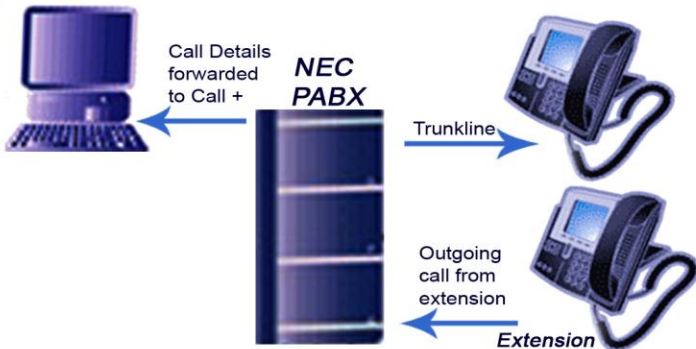 Call Details
forwarded
to Call +
NEC
PABX
Trunkline
Outgoing
call from
extension
Extension